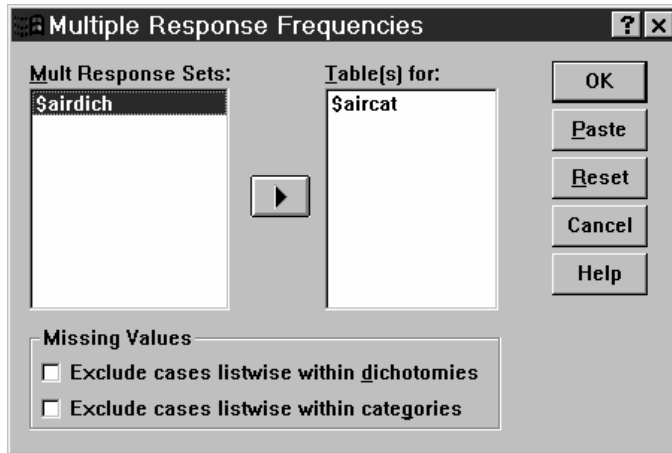 Multiple Response Frequencies
? x
Mult Response Sets:
$airdich
Table(s) for:
$aircat
OK
Paste
Reset
Cancel
Help
Missing Values
Exclude cases listwise within dichotomies
Exclude cases listwise within categories